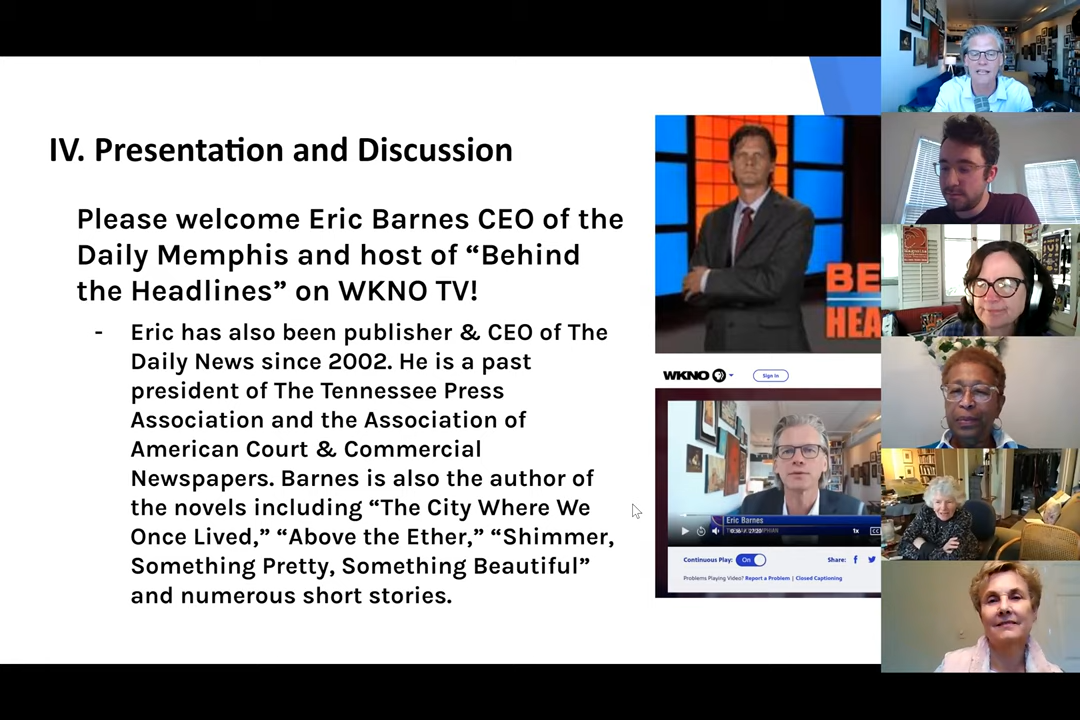 IV. Presentation and Discussion
Please welcome Eric Barnes CEO of the
Daily Memphis and host of “Behind
the Headlines” on WKNO TV!
- Eric has also been publisher & CEO of The
Daily News since 2002. He is a past
president of The Tennessee Press
Association and the Association of
American Court & Commercial
Newspapers. Barnes is also the author of
the novels including “The City Where We
Once Lived,” “Above the Ether,” “Shimmer,
Something Pretty, Something Beautiful”
and numerous short stories.
BE
HEA
WKNO
Sign In
Eric Barnes
1x
CC
Continuous Play: On
Share:
Problems Playing Video? Report a Problem | Closed Captioning